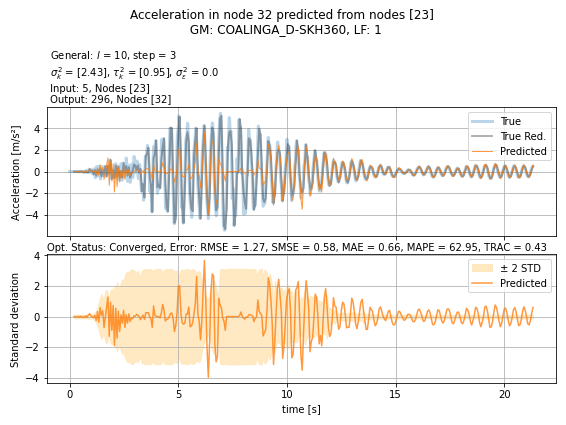 Acceleration in node 32 predicted from nodes [23]
GM: COALINGA_D-SKH360, LF: 1
General: l = 10, step = 3
σ²ₖ = [2.43], τ²ₖ = [0.95], σ²ε = 0.0
Input: 5, Nodes [23]
Output: 296, Nodes [32]
Acceleration [m/s²]
4
2
0
−2
−4
True
True Red.
Predicted
Opt. Status: Converged, Error: RMSE = 1.27, SMSE = 0.58, MAE = 0.66, MAPE = 62.95, TRAC = 0.43
Standard deviation
4
2
0
−2
−4
± 2 STD
Predicted
0 5 10 15 20
time [s]